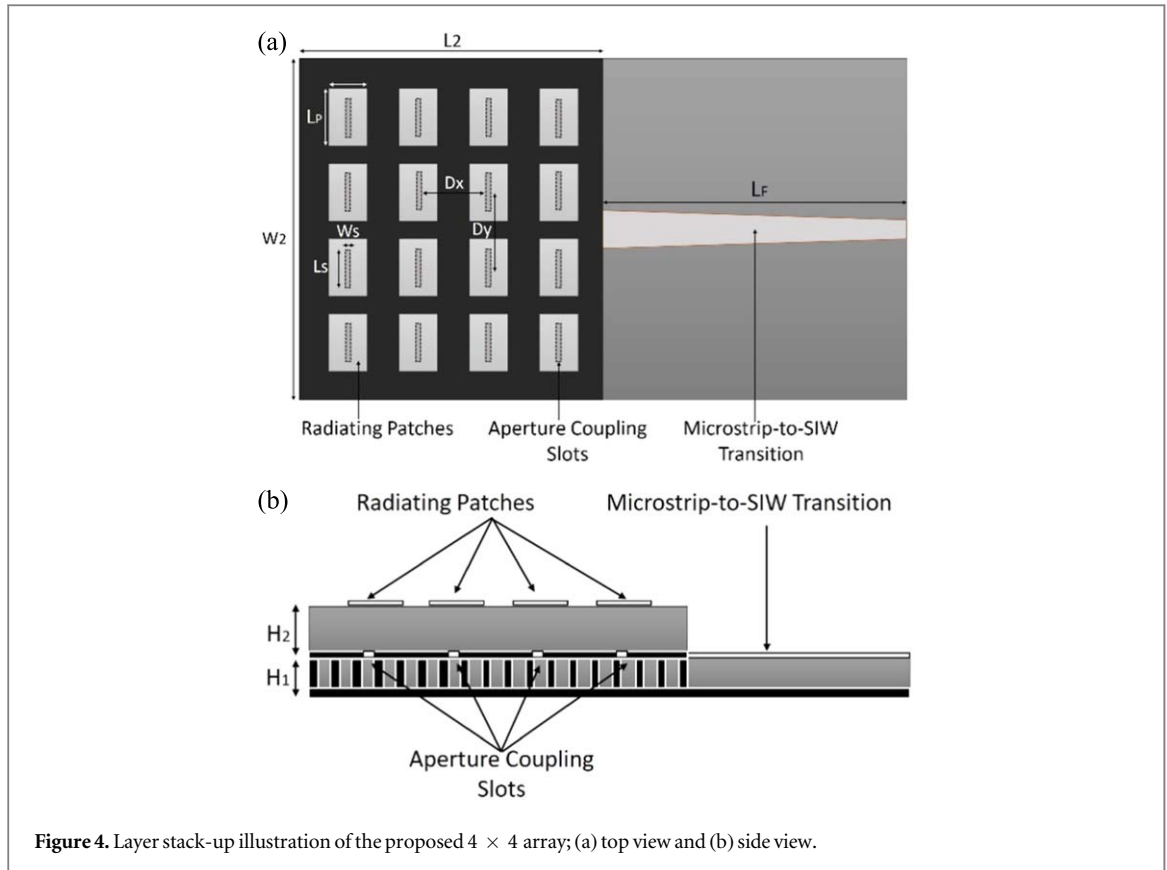 (a)
L2
LP
Dx
LF
W2
Ws
Dy
Ls
Radiating Patches
Aperture Coupling
Slots
Microstrip-to-SIW
Transition
(b)
Radiating Patches
Microstrip-to-SIW Transition
H2
H1
Aperture Coupling
Slots
Figure 4. Layer stack-up illustration of the proposed 4 × 4 array; (a) top view and (b) side view.